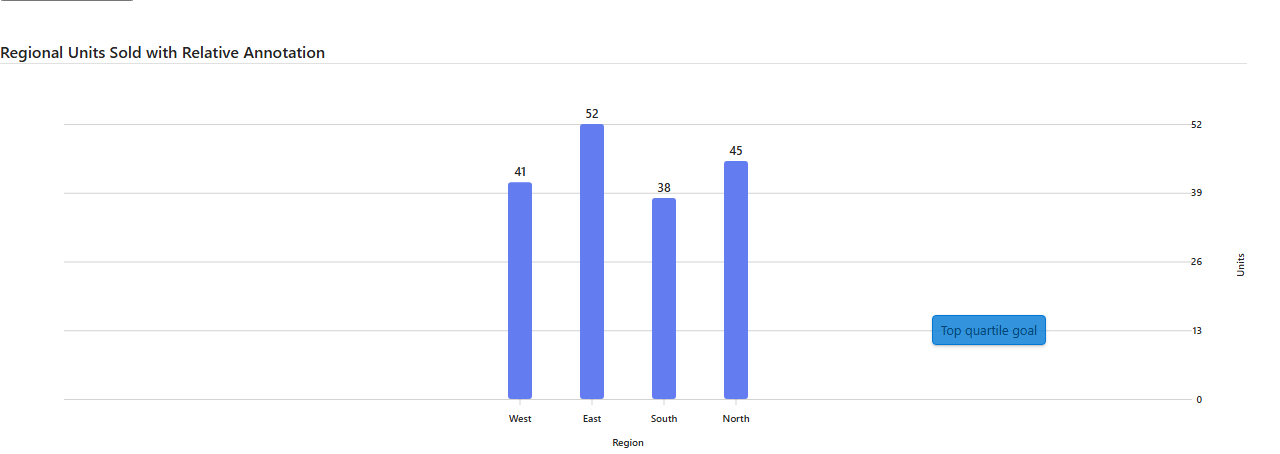 Regional Units Sold with Relative Annotation
52
52
45
41
38
39
26
Units
Top quartile goal
13
0
West
East
South
North
Region